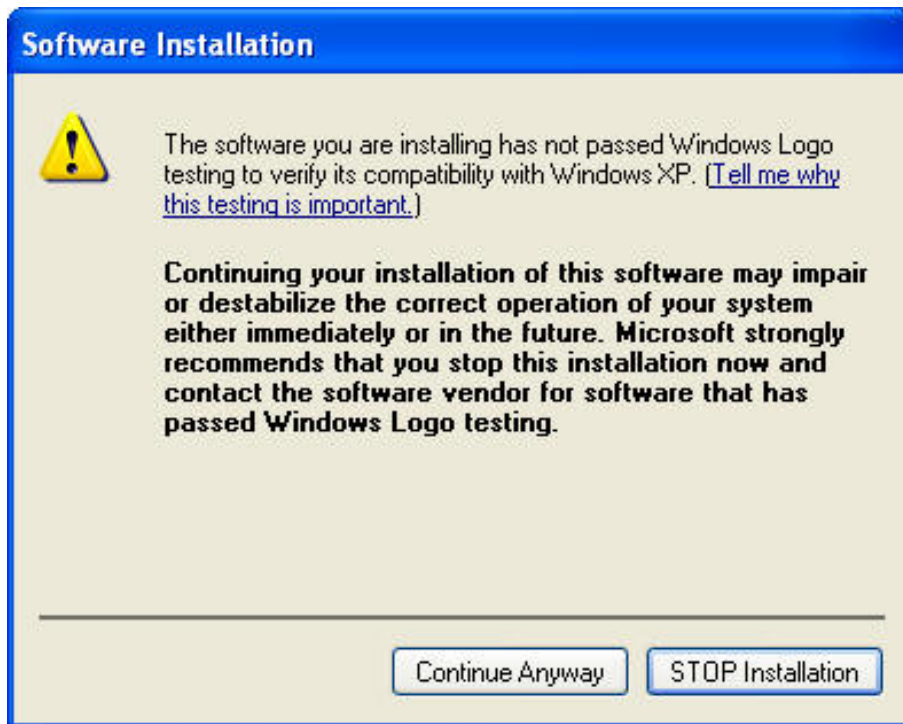 Software Installation
The software you are installing has not passed Windows Logo
testing to verify its compatibility with Windows XP. (Tell me why
this testing is important.)
Continuing your installation of this software may impair
or destabilize the correct operation of your system
either immediately or in the future. Microsoft strongly
recommends that you stop this installation now and
contact the software vendor for software that has
passed Windows Logo testing.
Continue Anyway
STOP Installation